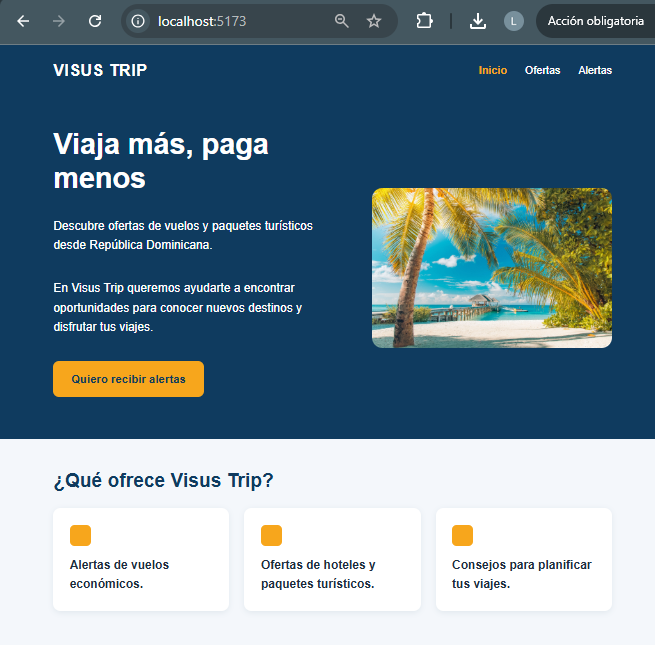 localhost:5173
L
Acción obligatoria
VISUS TRIP
Inicio Ofertas Alertas
Viaja más, paga
menos
Descubre ofertas de vuelos y paquetes turísticos
desde República Dominicana.
En Visus Trip queremos ayudarte a encontrar
oportunidades para conocer nuevos destinos y
disfrutar tus viajes.
Quiero recibir alertas
¿Qué ofrece Visus Trip?
Alertas de vuelos
económicos.
Ofertas de hoteles y
paquetes turísticos.
Consejos para planificar
tus viajes.